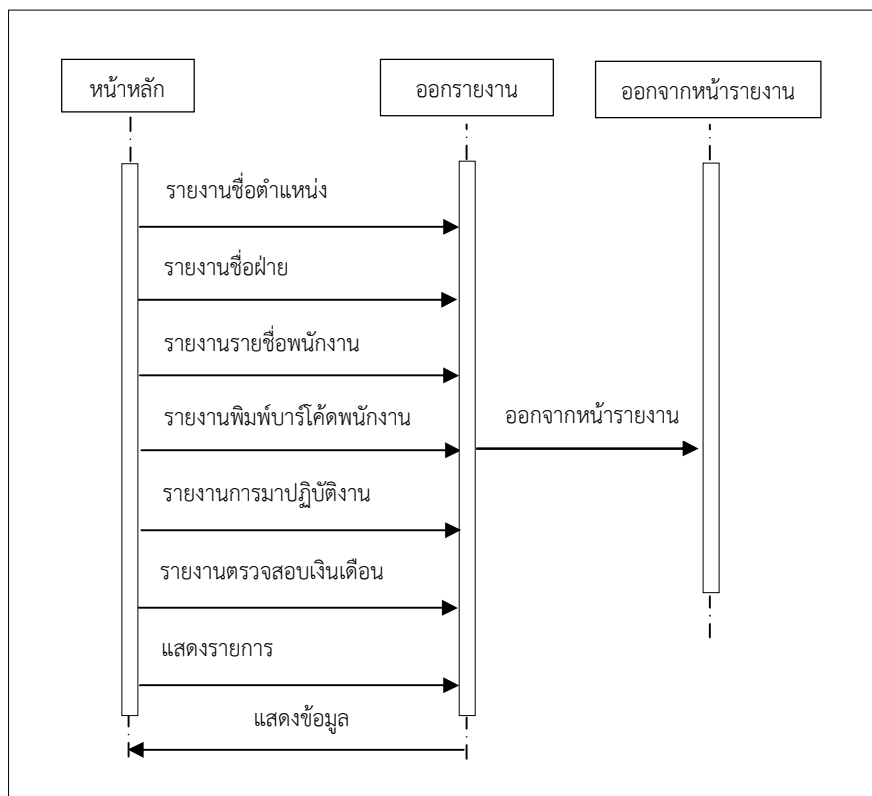 หน้าหลัก
ออกรายงาน
ออกจากหน้ารายงาน
รายงานชื่อตำแหน่ง
รายงานชื่อฝ่าย
รายงานรายชื่อพนักงาน
รายงานพิมพ์บาร์โค้ดพนักงาน
ออกจากหน้ารายงาน
รายงานการมาปฏิบัติงาน
รายงานตรวจสอบเงินเดือน
แสดงรายการ
แสดงข้อมูล